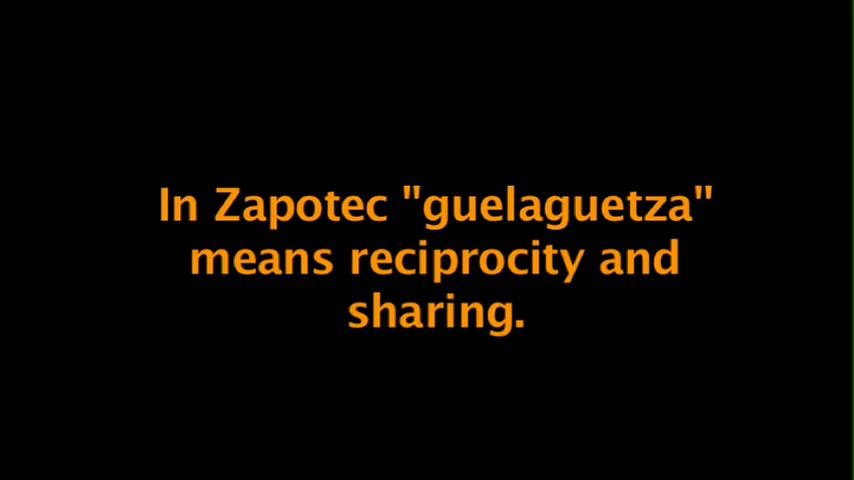 In Zapotec "guelaguetza"
means reciprocity and
sharing.